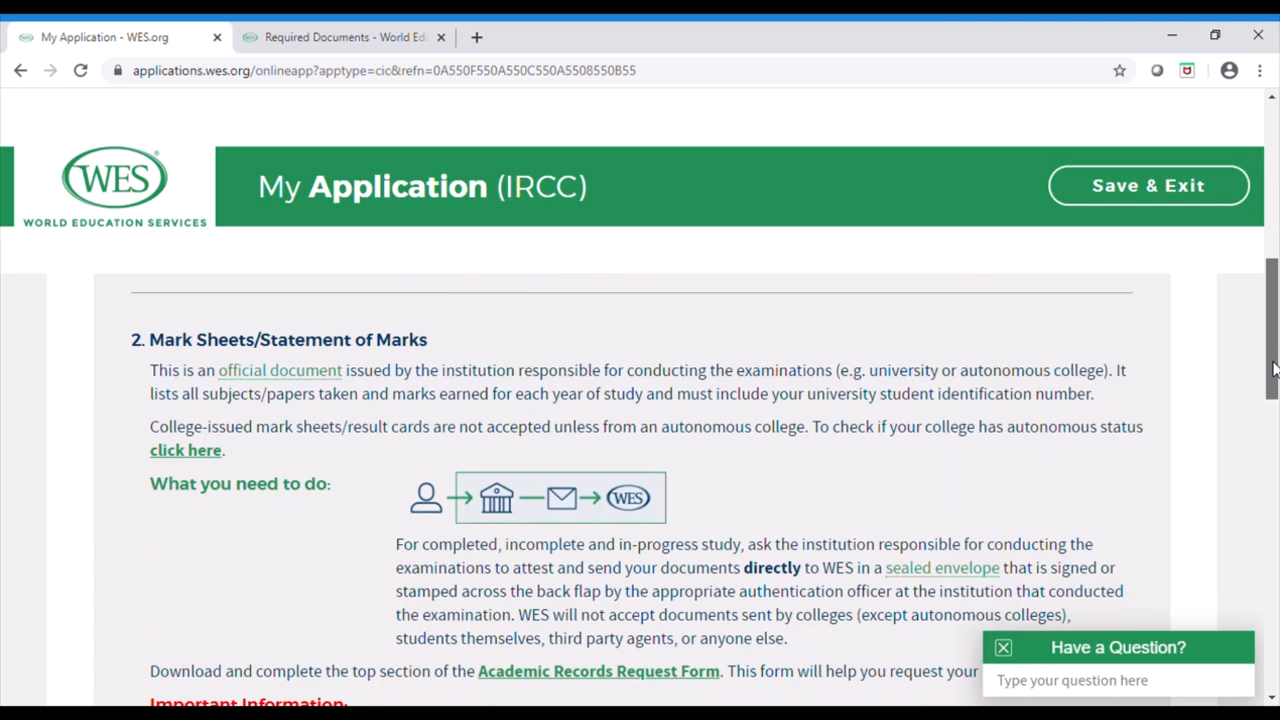 My Application - WES.org
Required Documents - World Ed
applications.wes.org/onlineapp?apptype=cic&refn=0A550F550A550C550A5508550B55
WES
WORLD EDUCATION SERVICES
My Application (IRCC)
Save & Exit
2. Mark Sheets/Statement of Marks
This is an official document issued by the institution responsible for conducting the examinations (e.g. university or autonomous college). It
lists all subjects/papers taken and marks earned for each year of study and must include your university student identification number.
College-issued mark sheets/result cards are not accepted unless from an autonomous college. To check if your college has autonomous status
click here.
What you need to do:
WES
For completed, incomplete and in-progress study, ask the institution responsible for conducting the
examinations to attest and send your documents directly to WES in a sealed envelope that is signed or
stamped across the back flap by the appropriate authentication officer at the institution that conducted
the examination. WES will not accept documents sent by colleges (except autonomous colleges),
students themselves, third party agents, or anyone else.
Download and complete the top section of the Academic Records Request Form. This form will help you request your
Important Information:
Have a Question?
Type your question here